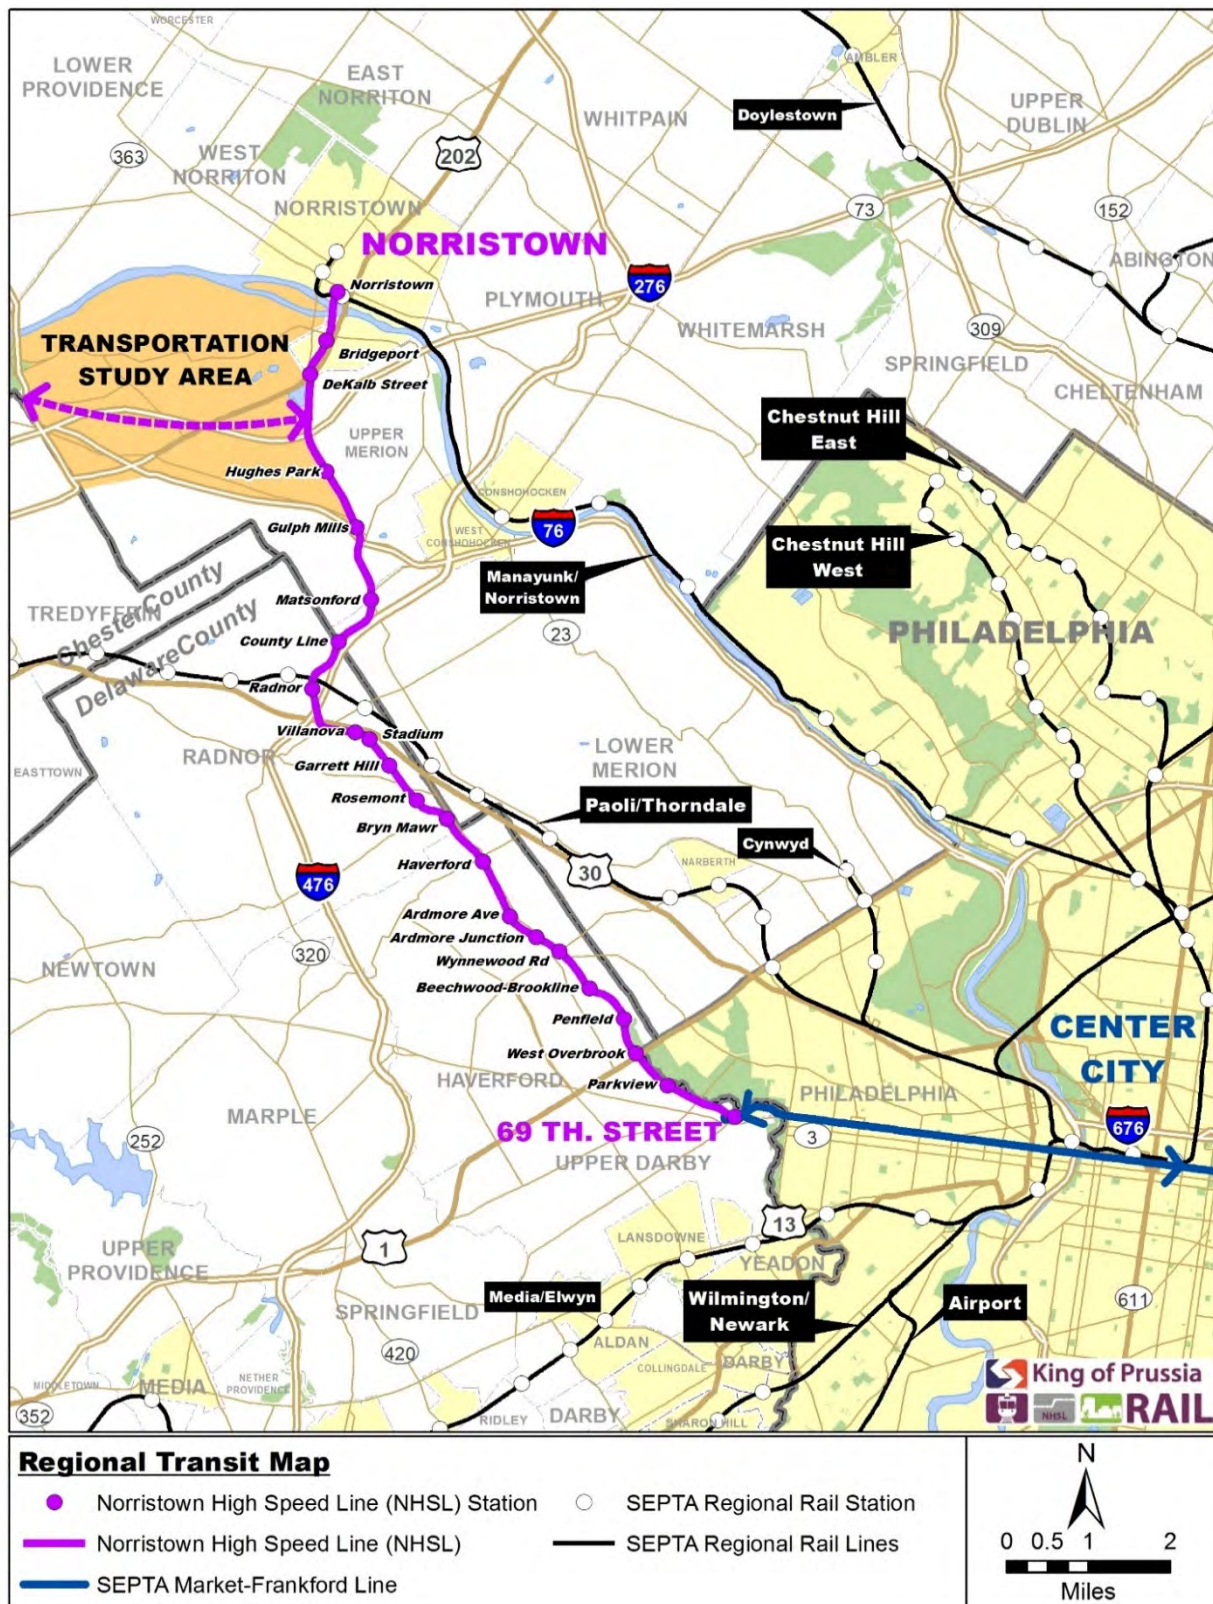 WORCESTER
LOWER
PROVIDENCE
EAST
NORRITON
AMBLER
WHITPAIN
Doylestown
UPPER
DUBLIN
363
202
WEST
NORRITON
NORRISTOWN
73
152
NORRISTOWN
ABINGTON
Norristown
PLYMOUTH
276
WHITEMARSH
309
TRANSPORTATION
STUDY AREA
Bridgeport
SPRINGFIELD
DeKalb Street
CHELTENHAM
Chestnut Hill
East
UPPER
MERION
Hughes Park
CONSHOHOCKEN
Gulph Mills
WEST
CONSHOHOCKEN
76
Chestnut Hill
West
Manayunk/
Norristown
Matsonford
TREDYFFRIN
Chester County
23
PHILADELPHIA
County Line
Delaware County
Radnor
Villanova
Stadium
RADNOR
LOWER
MERION
EASTTOWN
Garrett Hill
Rosemont
Paoli/Thorndale
Bryn Mawr
Cynwyd
Haverford
30
NARBERTH
476
Ardmore Ave
Ardmore Junction
320
Wynnewood Rd
NEWTOWN
Beechwood-Brookline
Penfield
CENTER
CITY
West Overbrook
HAVERFORD
Parkview
PHILADELPHIA
MARPLE
69 TH. STREET
3
676
252
UPPER DARBY
13
LANSDOWNE
1
UPPER
PROVIDENCE
YEADON
Media/Elwyn
Wilmington/
Newark
Airport
611
SPRINGFIELD
ALDAN
420
COLLINGDALE
DARBY
King of Prussia
NETHER
PROVIDENCE
MIDDLETOWN
MEDIA
NHSL
RAIL
352
RIDLEY
DARBY
SHARON HILL
Regional Transit Map
Norristown High Speed Line (NHSL) Station
SEPTA Regional Rail Station
Norristown High Speed Line (NHSL)
SEPTA Regional Rail Lines
SEPTA Market-Frankford Line
N
0 0.5 1 2
Miles